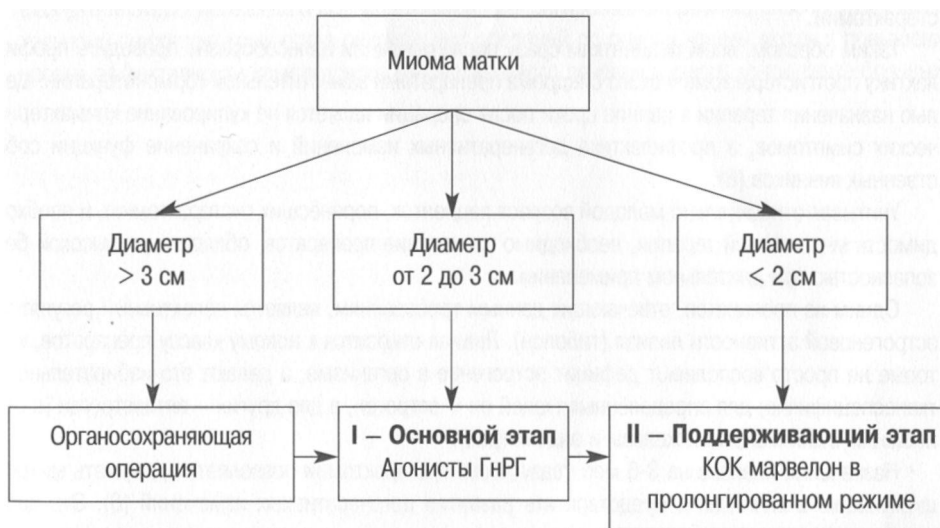 Миома матки
Диаметр
> 3 см
Диаметр
от 2 до 3 см
Диаметр
< 2 см
Органосохраняющая
операция
I – Основной этап
Агонисты ГнРГ
II – Поддерживающий этап
КОК марвелон в
пролонгированном режиме